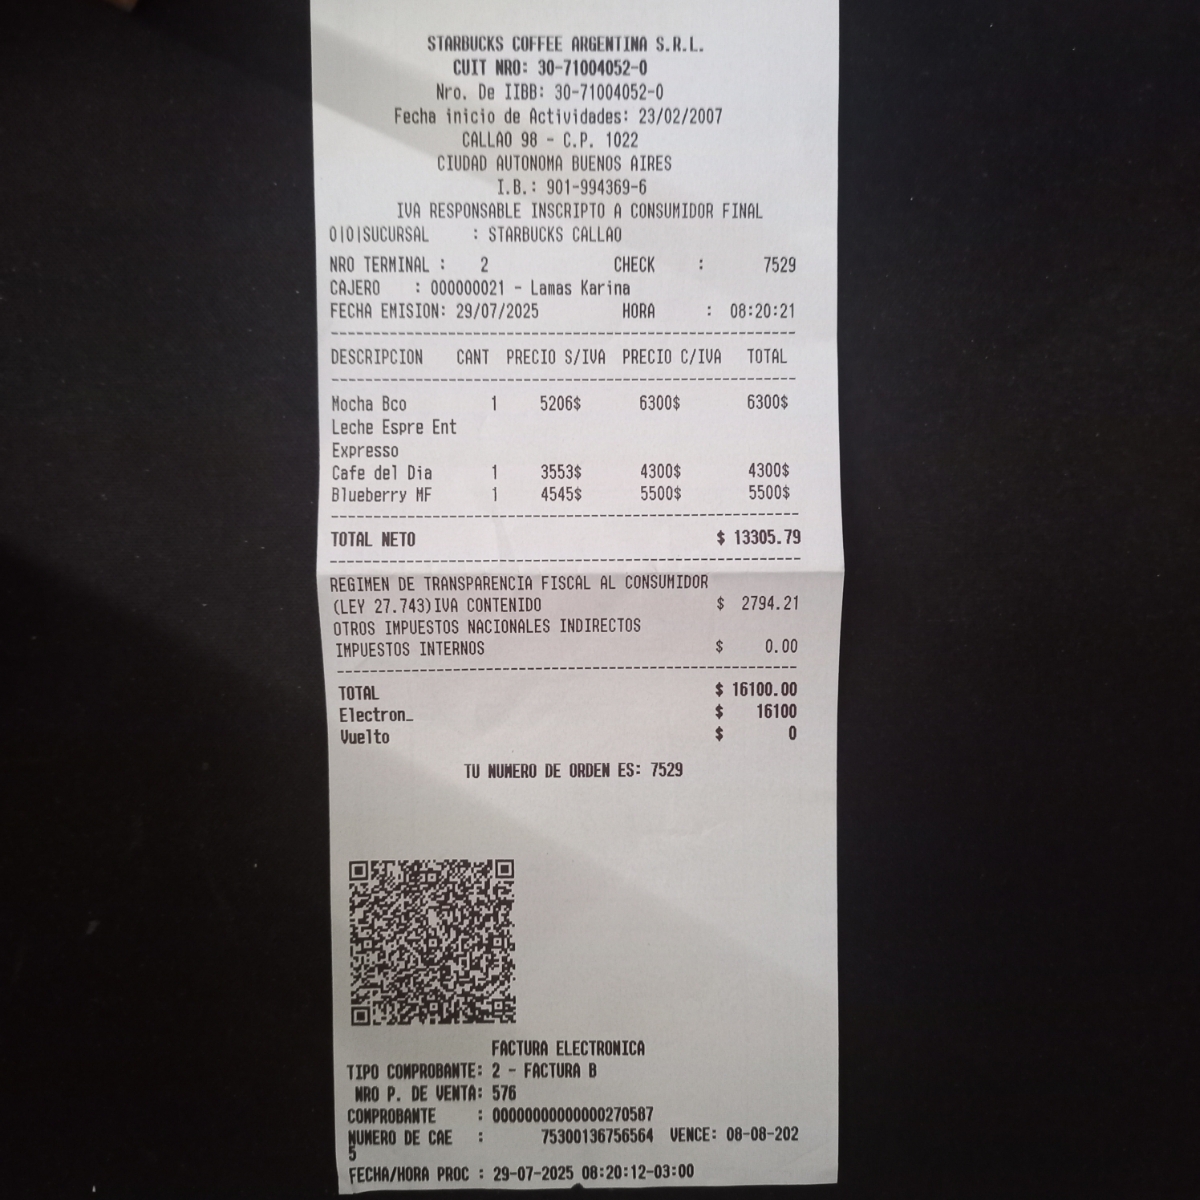 STARBUCKS COFFEE ARGENTINA S.R.L.
CUIT NRO: 30-71004052-0
Nro. De IIBB: 30-71004052-0
Fecha inicio de Actividades: 23/02/2007
CALLAO 98 - C.P. 1022
CIUDAD AUTONOMA BUENOS AIRES
I.B.: 901-994369-6
IVA RESPONSABLE INSCRIPTO A CONSUMIDOR FINAL
0|0|SUCURSAL : STARBUCKS CALLAO
NRO TERMINAL : 2 CHECK : 7529
CAJERO : 000000021 - Lamas Karina
FECHA EMISION: 29/07/2025 HORA : 08:20:21
DESCRIPCION CANT PRECIO S/IVA PRECIO C/IVA TOTAL
Mocha Bco 1 5206$ 6300$ 6300$
Leche Espre Ent
Expresso
Cafe del Dia 1 3553$ 4300$ 4300$
Blueberry MF 1 4545$ 5500$ 5500$
TOTAL NETO $ 13305.79
REGIMEN DE TRANSPARENCIA FISCAL AL CONSUMIDOR
(LEY 27.743)IVA CONTENIDO $ 2794.21
OTROS IMPUESTOS NACIONALES INDIRECTOS
IMPUESTOS INTERNOS $ 0.00
TOTAL $ 16100.00
Electron_ $ 16100
Vuelto $ 0
TU NUMERO DE ORDEN ES: 7529
FACTURA ELECTRONICA
TIPO COMPROBANTE: 2 - FACTURA B
NRO P. DE VENTA: 576
COMPROBANTE : 00000000000000270587
NUMERO DE CAE : 75300136756564 VENCE: 08-08-202
5
FECHA/HORA PROC : 29-07-2025 08:20:12-03:00